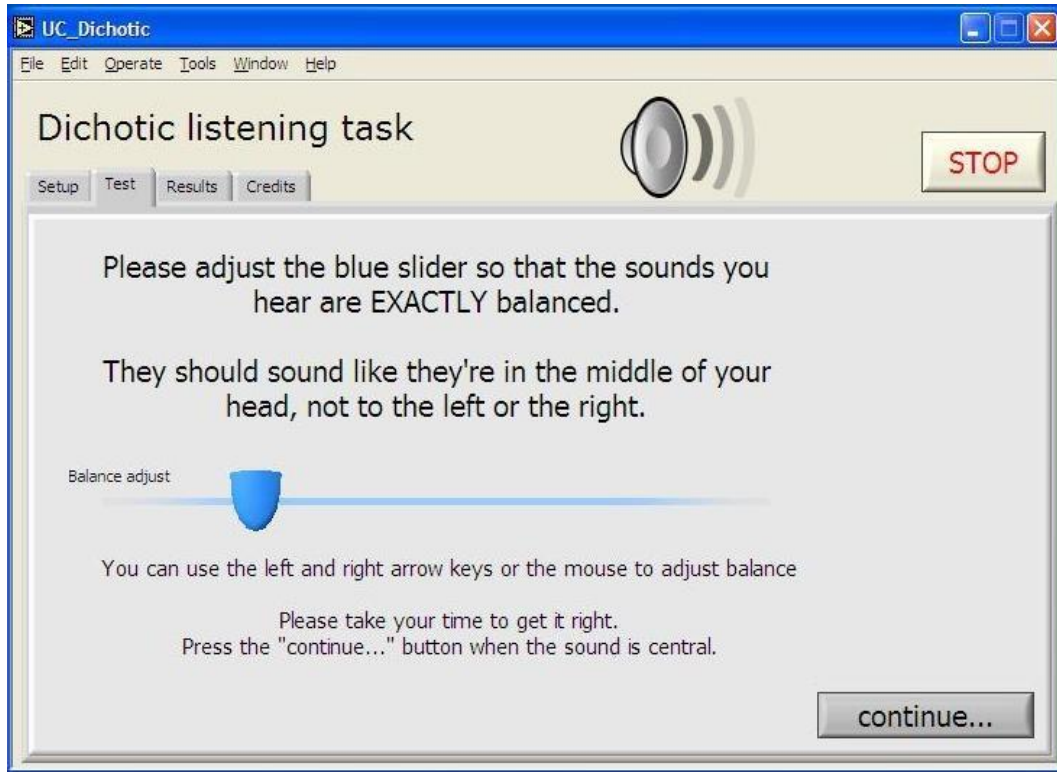 UC_Dichotic
File Edit Operate Tools Window Help
Dichotic listening task
STOP
Setup Test Results Credits
Please adjust the blue slider so that the sounds you
hear are EXACTLY balanced.
They should sound like they're in the middle of your
head, not to the left or the right.
Balance adjust
You can use the left and right arrow keys or the mouse to adjust balance
Please take your time to get it right.
Press the "continue..." button when the sound is central.
continue...